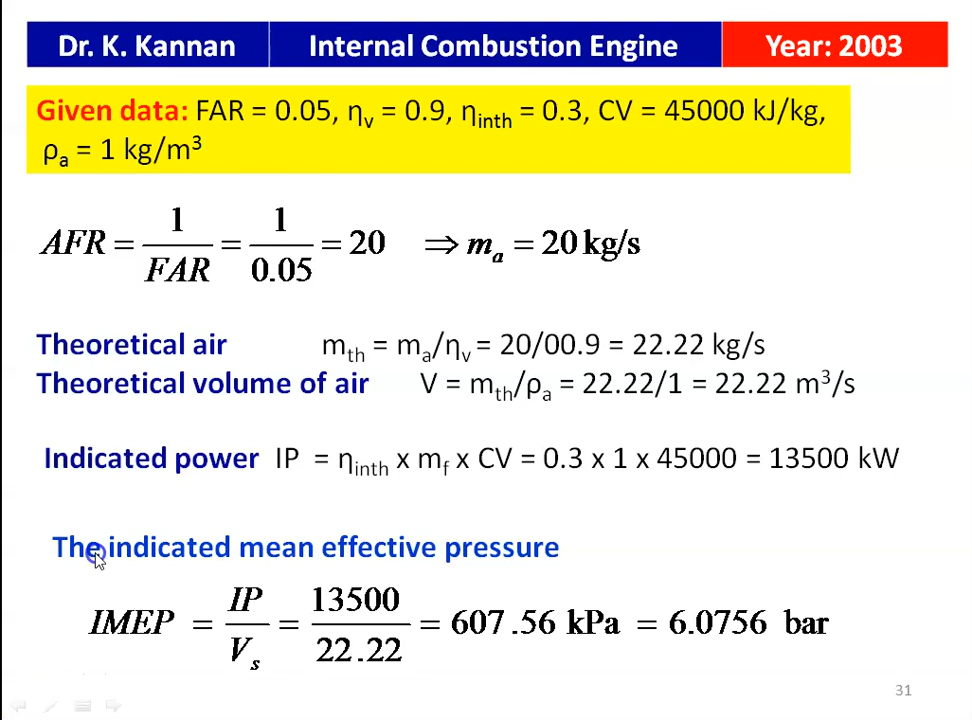 Dr. K. Kannan Internal Combustion Engine Year: 2003
Given data: FAR = 0.05, ηv = 0.9, ηinth = 0.3, CV = 45000 kJ/kg,
ρa = 1 kg/m³
AFR = 1/FAR = 1/0.05 = 20 ⇒ ma = 20 kg/s
Theoretical air mth = ma/ηv = 20/00.9 = 22.22 kg/s
Theoretical volume of air V = mth/ρa = 22.22/1 = 22.22 m³/s
Indicated power IP = ηinth x mf x CV = 0.3 x 1 x 45000 = 13500 kW
The indicated mean effective pressure
IMEP = IP/Vs = 13500/22.22 = 607.56 kPa = 6.0756 bar
31